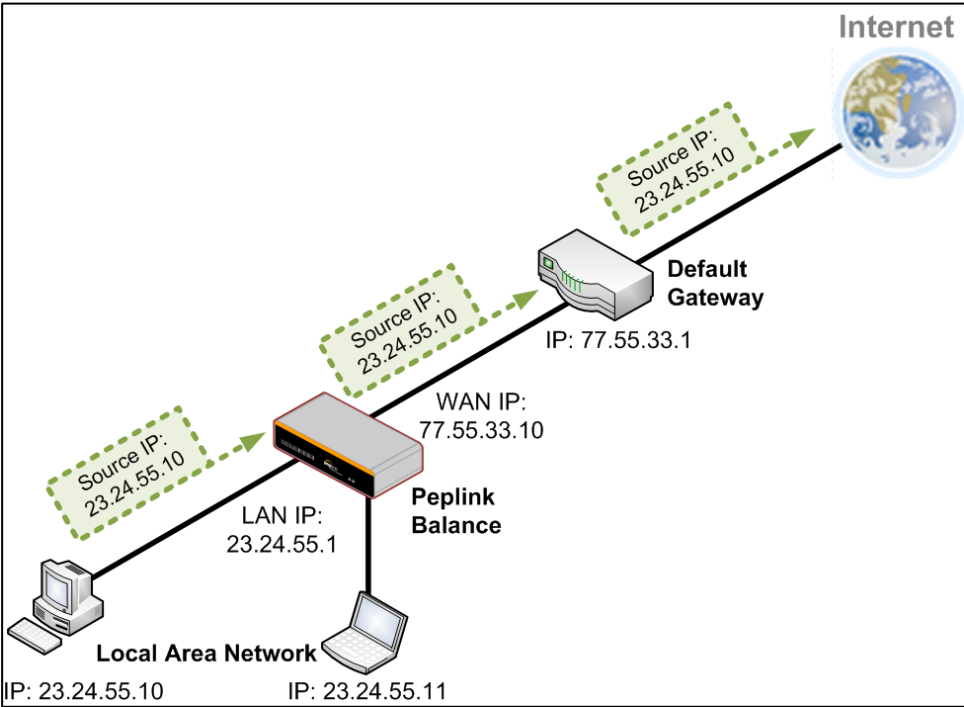 Internet
Source IP:
23.24.55.10
Default
Gateway
IP: 77.55.33.1
Source IP:
23.24.55.10
WAN IP:
77.55.33.10
Source IP:
23.24.55.10
Peplink
Balance
LAN IP:
23.24.55.1
Local Area Network
IP: 23.24.55.10
IP: 23.24.55.11